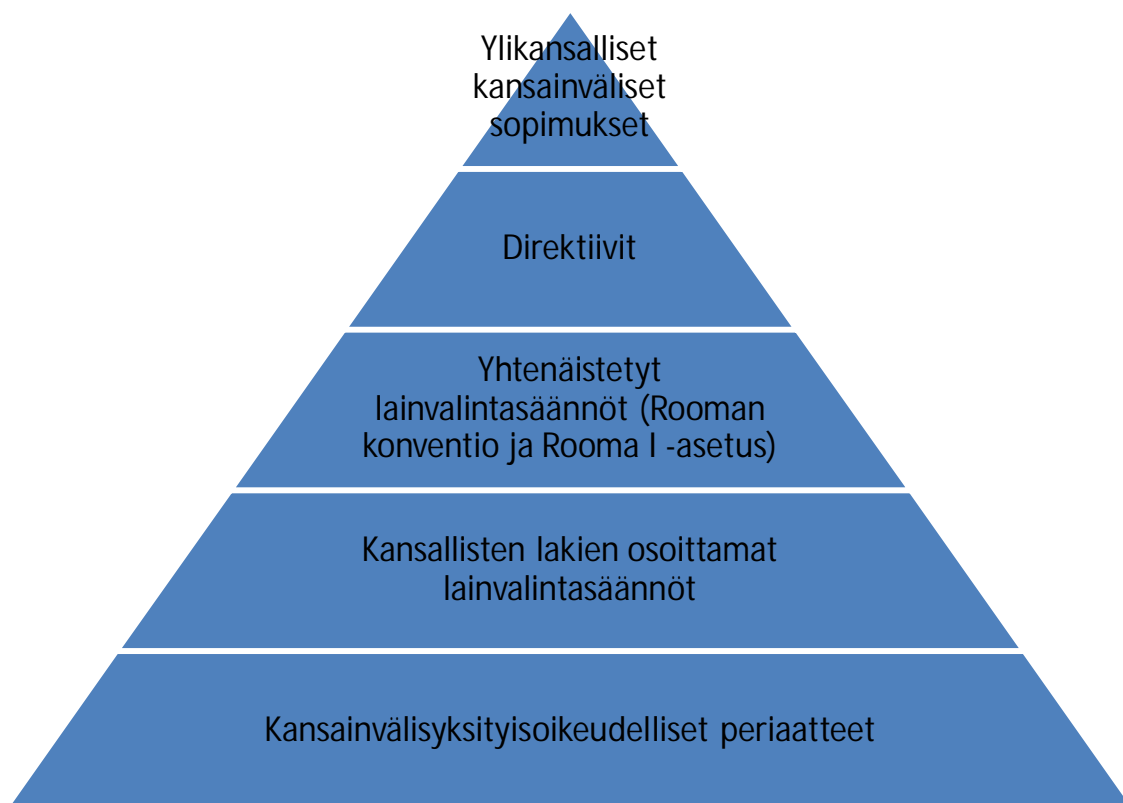 Ylikansalliset
kansainväliset
sopimukset
Direktiivit
Yhtenäistetyt
lainvalintasäännöt (Rooman
konventio ja Rooma I -asetus)
Kansallisten lakien osoittamat
lainvalintasäännöt
Kansainvälisyksityisoikeudelliset periaatteet